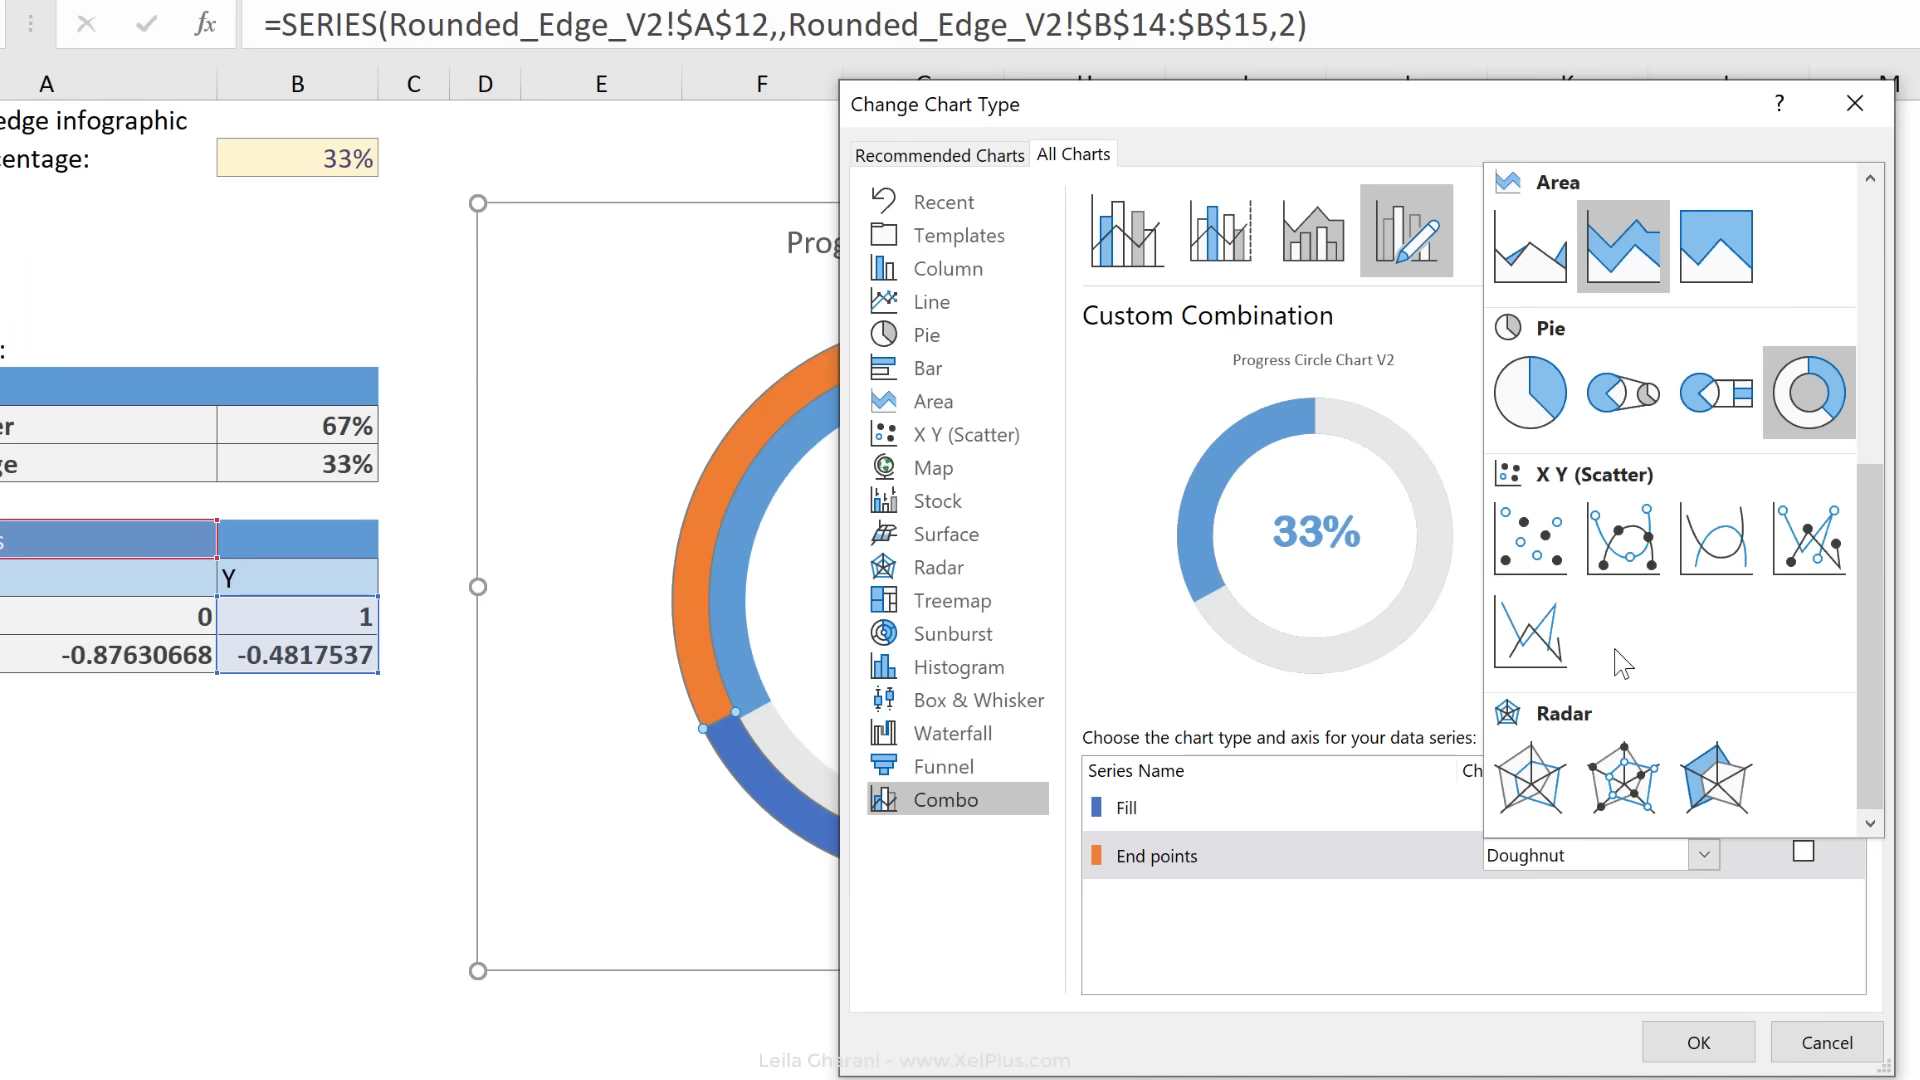 fx =SERIES(Rounded_Edge_V2!$A$12,,Rounded_Edge_V2!$B$14:$B$15,2)
A B C D E F
M
edge infographic
centage: 33%
:
er 67%
ge 33%
s
Y
0 1
-0.87630668 -0.4817537
Prog
Change Chart Type ?
Recommended Charts All Charts
Recent
Templates
Column
Line
Pie
Bar
Area
X Y (Scatter)
Map
Stock
Surface
Radar
Treemap
Sunburst
Histogram
Box & Whisker
Waterfall
Funnel
Combo
Custom Combination
Progress Circle Chart V2
33%
Choose the chart type and axis for your data series:
Series Name Ch
Fill
End points Doughnut
Area
Pie
X Y (Scatter)
Radar
OK Cancel
Leila Gharani - www.XelPlus.com